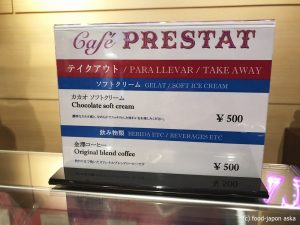 Café PRESTAT
テイクアウト / PARA LLEVAR / TAKE AWAY
ソフトクリーム GELAT / SOFT ICE CREAM
カカオ ソフトクリーム
Chocolate soft cream
¥ 500
飲み物類 BEBIDA ETC / BEVERAGES ETC
金澤コーヒー
Original blend coffee
¥ 500
(c) food-japon aska